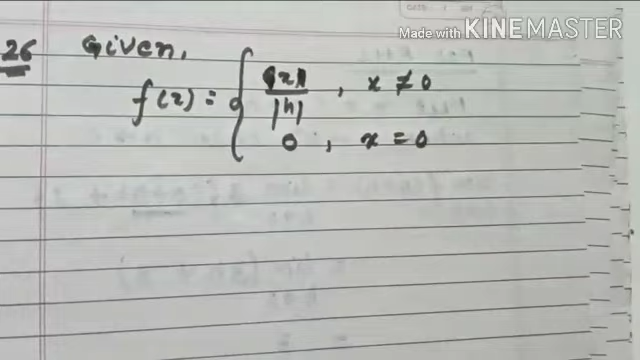 Made with KINEMASTER
26 Given,
f(x) = { |x| / |h| , x ≠ 0
0 , x = 0